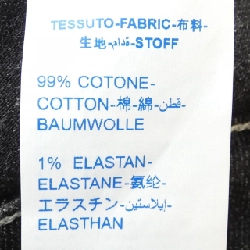 TESSUTO-FABRIC-布料-
生地-قدام-STOFF
99% COTONE-
COTTON-棉-綿-قطن-
BAUMWOLLE
1% ELASTAN-
ELASTANE-氨纶-
エラスチン-إيلاستين-
ELASTHAN